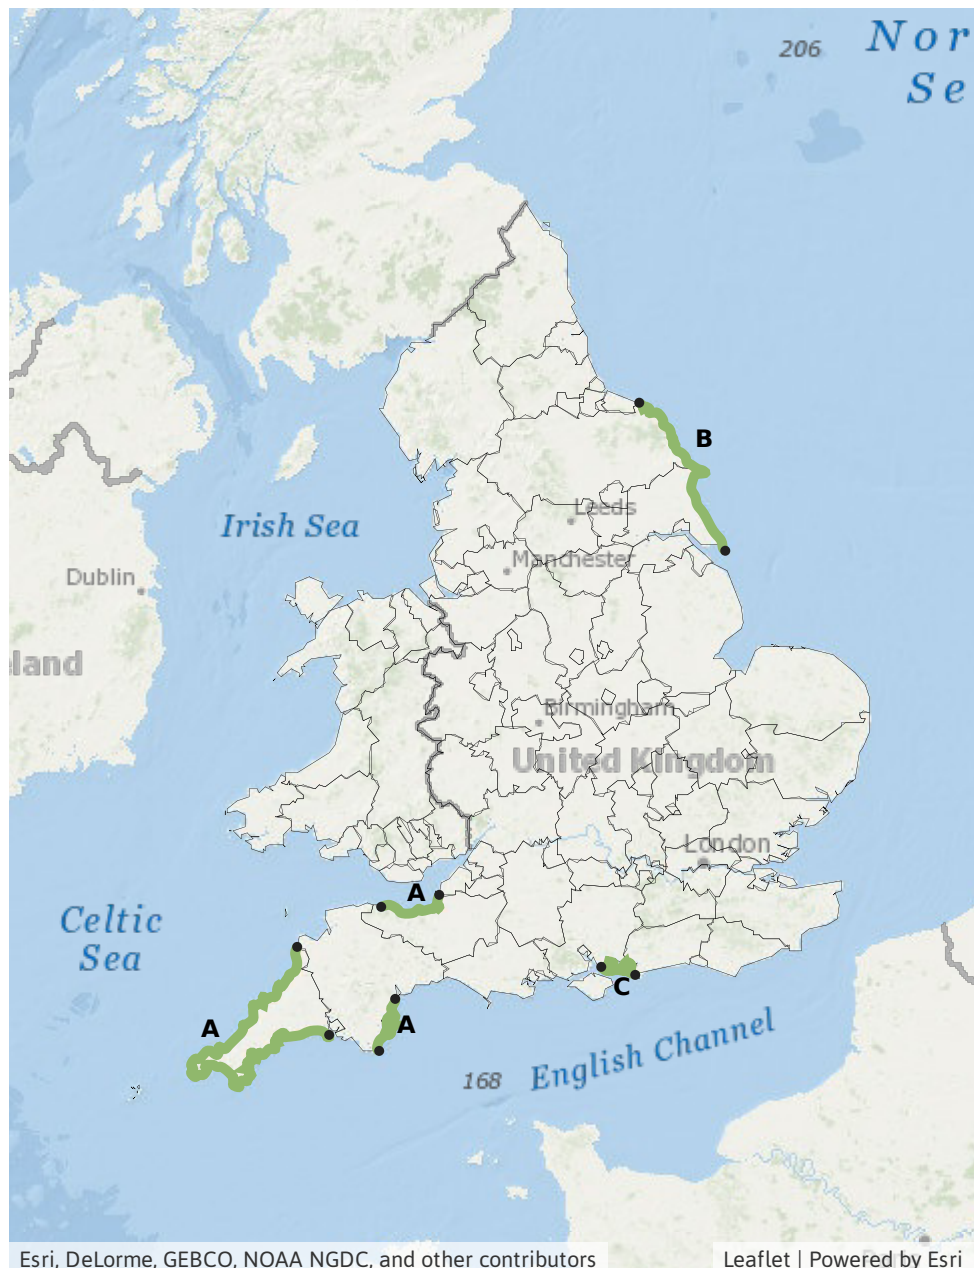 206
Nor
Se
B
Leeds
Irish Sea
Manchester
Dublin
land
Birmingham
United Kingdom
London
A
Celtic
Sea
C
A
A
English Channel
168
Esri, DeLorme, GEBCO, NOAA NGDC, and other contributors
Leaflet | Powered by Esri